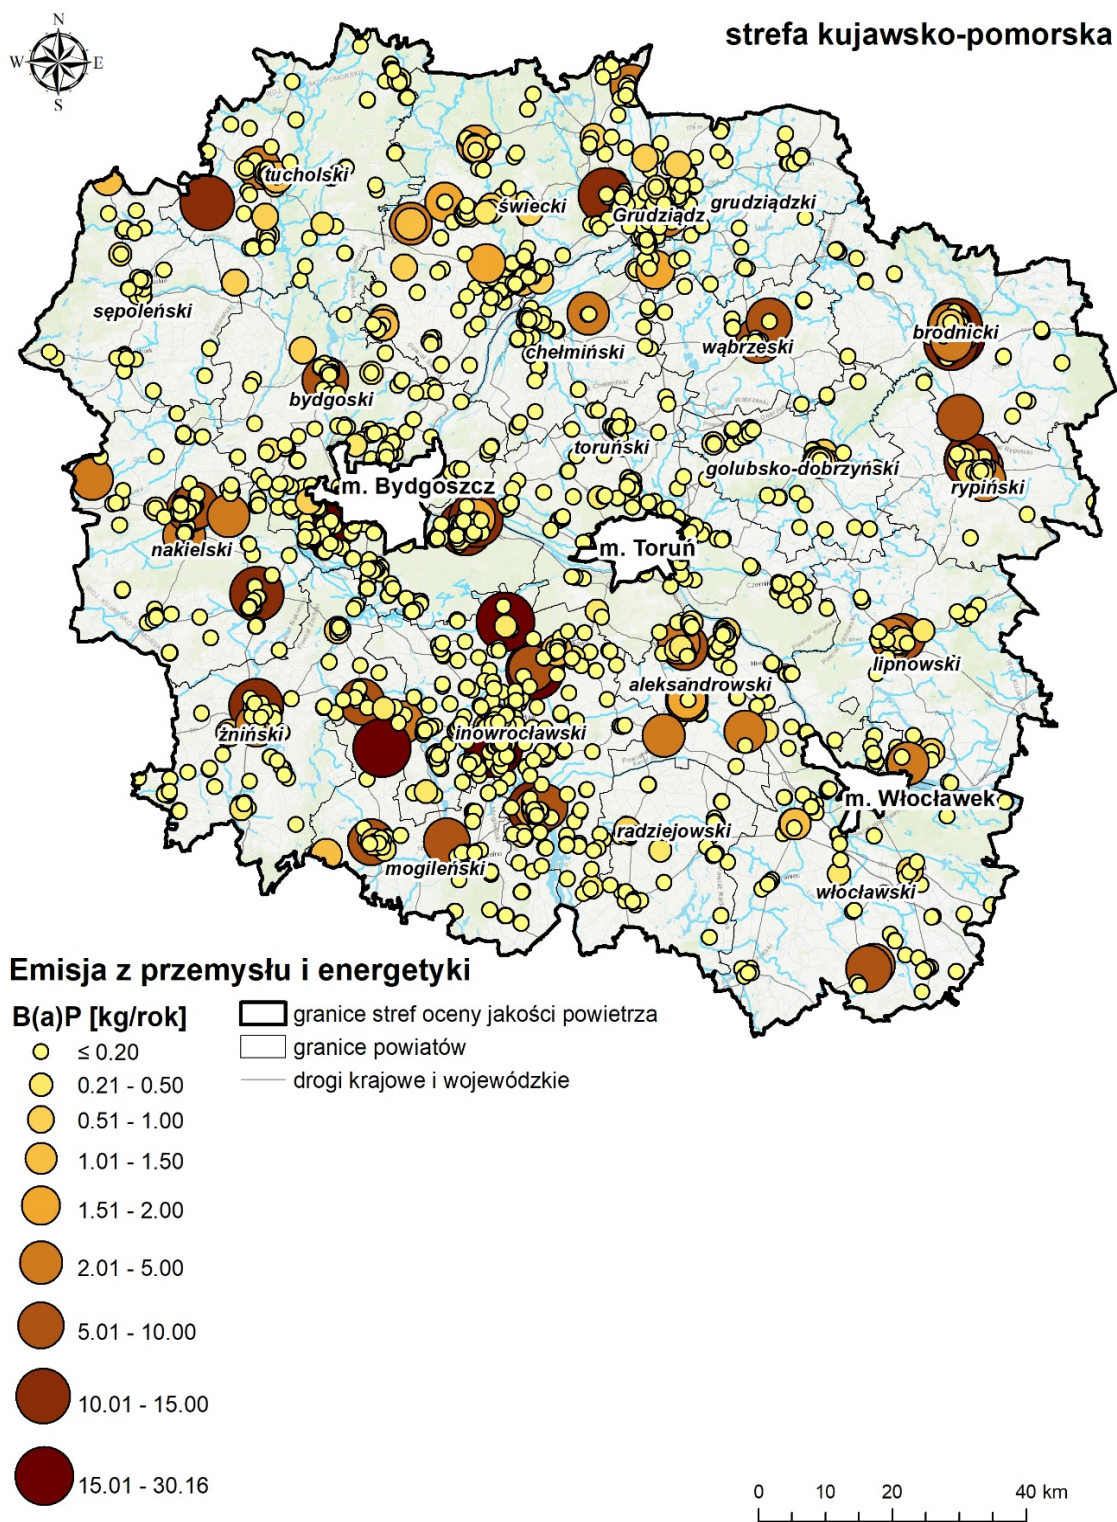 N
strefa kujawsko-pomorska
W
E
S
tucholski
świecki
grudziądzki
Grudziądz
sępoleński
brodnicki
wąbrzeski
chełmiński
bydgoski
toruński
golubsko-dobrzyński
rypiński
m. Bydgoszcz
nakielski
m. Toruń
lipnowski
aleksandrowski
żniński
inowrocławski
m. Włocławek
radziejowski
mogileński
włocławski
Emisja z przemysłu i energetyki
B(a)P [kg/rok]
≤ 0.20
0.21 - 0.50
0.51 - 1.00
1.01 - 1.50
1.51 - 2.00
2.01 - 5.00
5.01 - 10.00
10.01 - 15.00
15.01 - 30.16
granice stref oceny jakości powietrza
granice powiatów
drogi krajowe i wojewódzkie
0 10 20 40 km